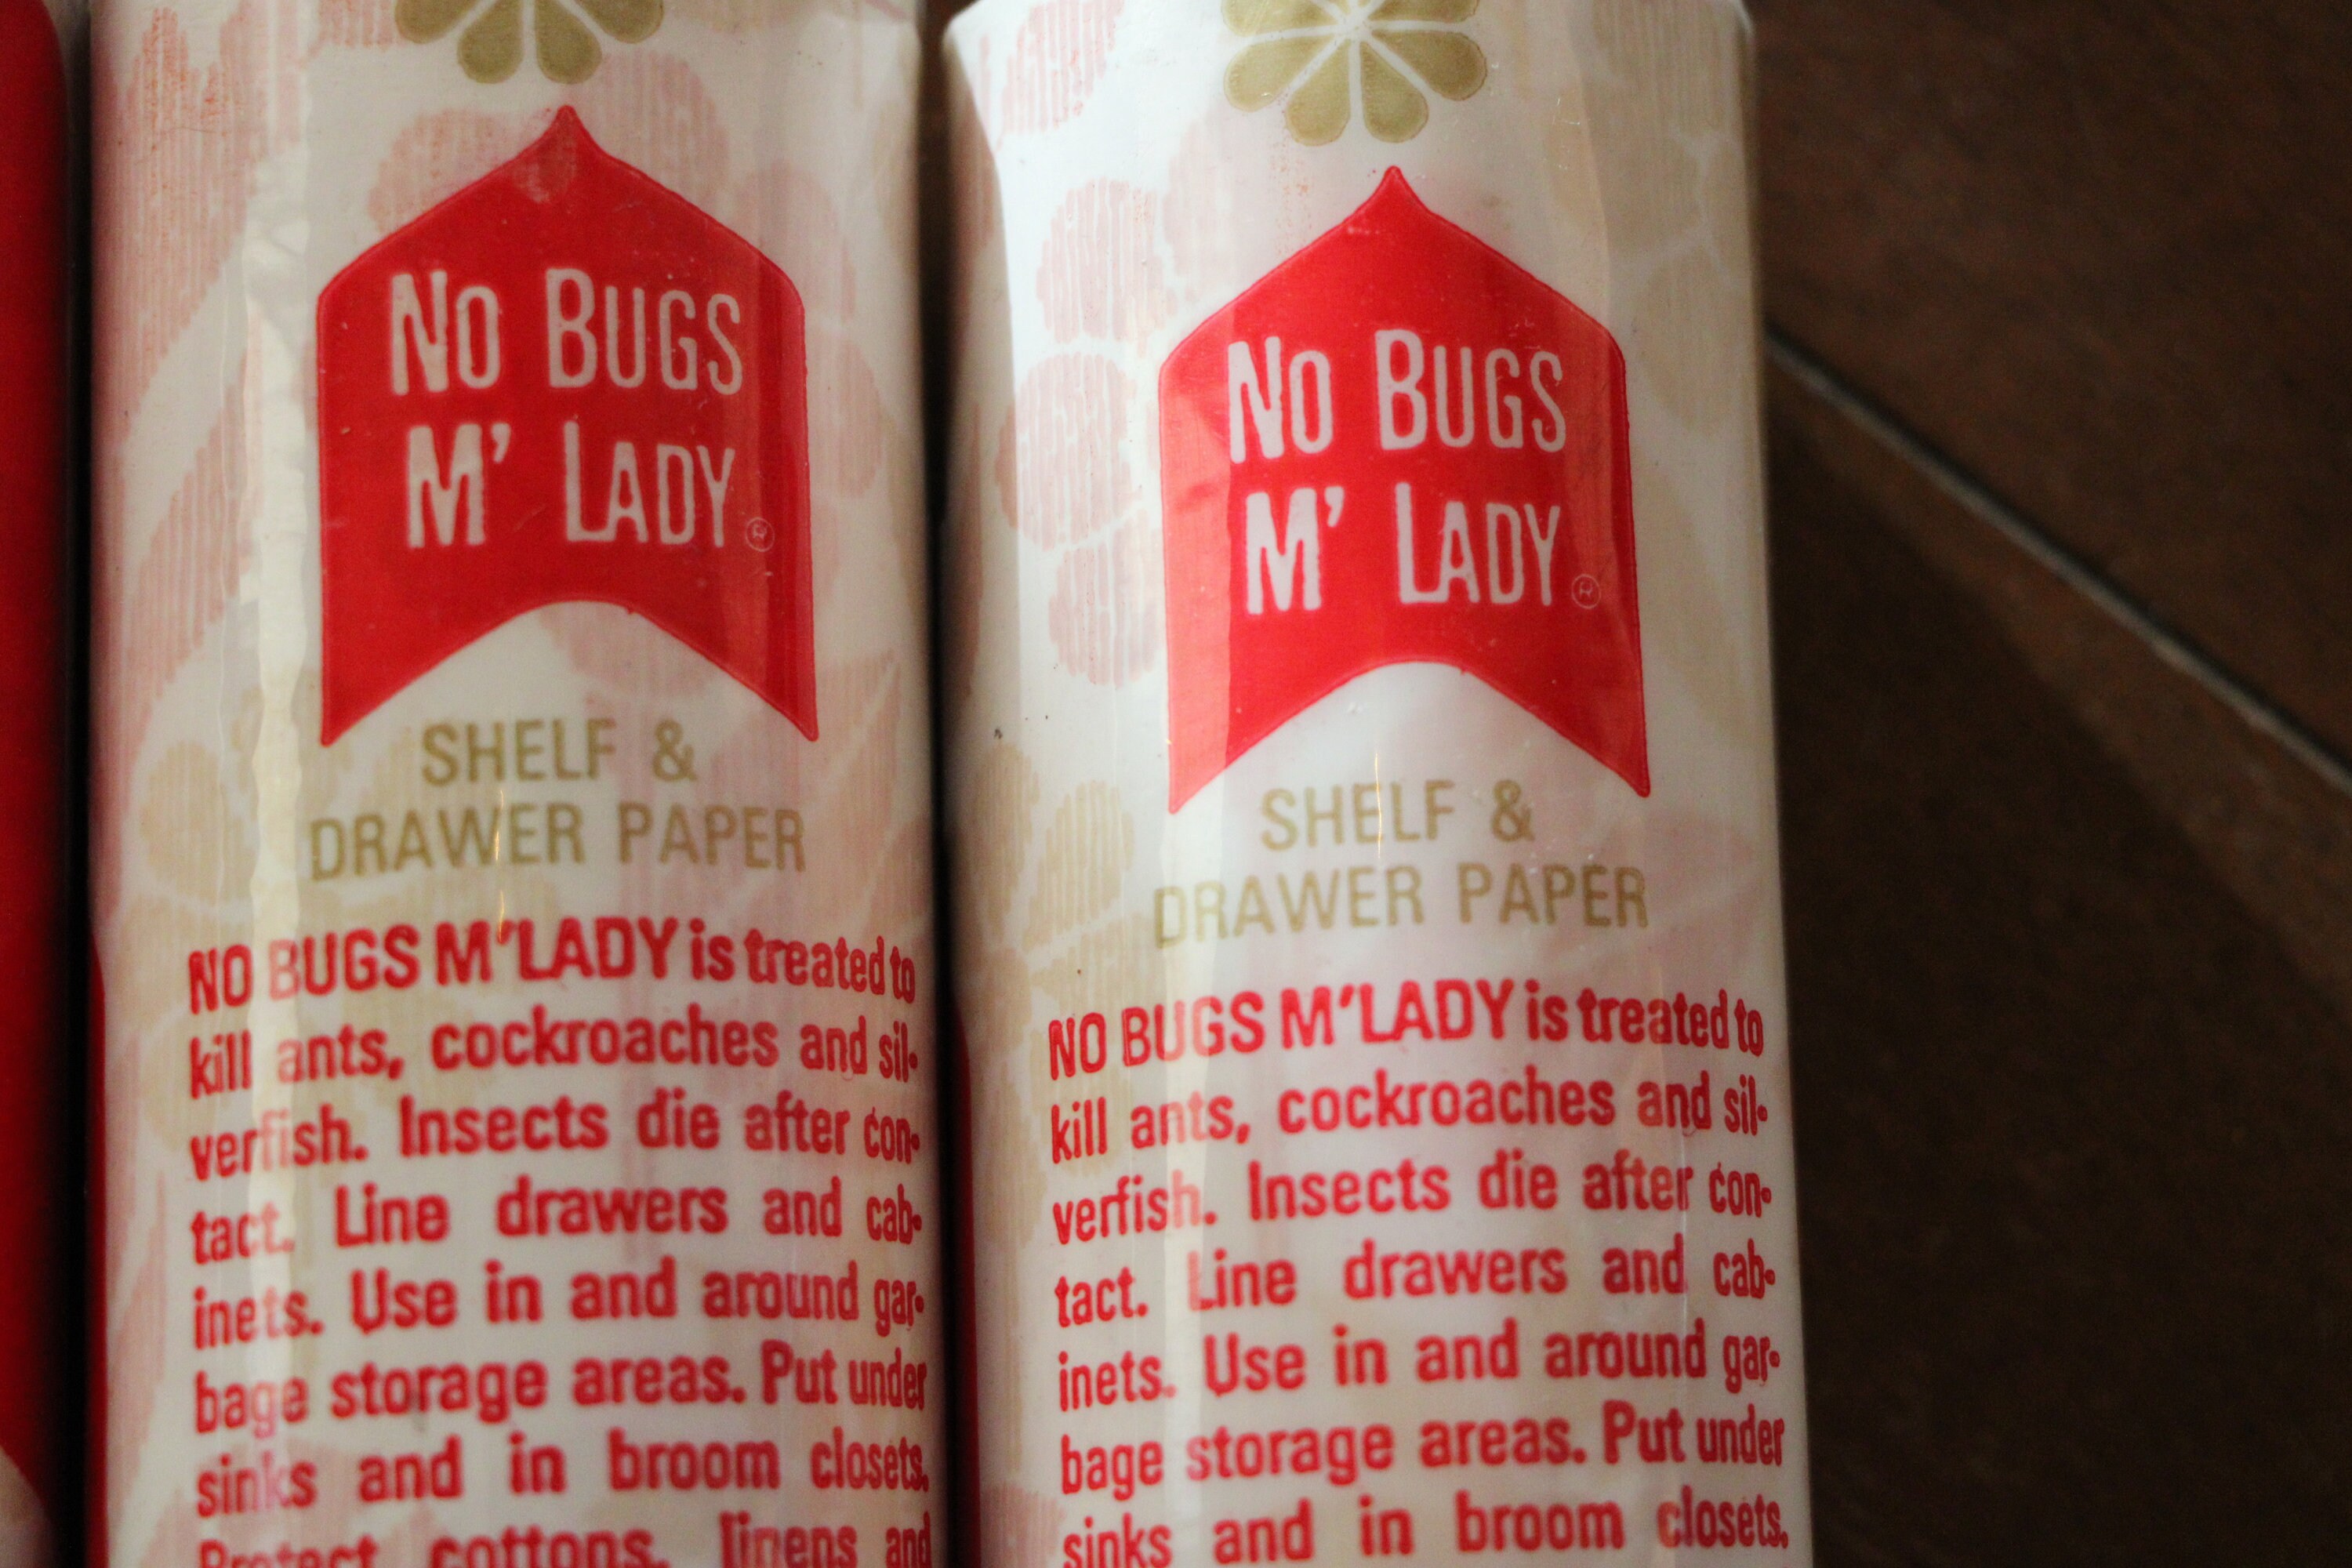 NO BUGS
M' LADY®
SHELF &
DRAWER PAPER
NO BUGS M'LADY is treated to
kill ants, cockroaches and sil-
verfish. Insects die after con-
tact. Line drawers and cab-
inets. Use in and around gar-
bage storage areas. Put under
sinks and in broom closets.
Protect cottons, linens and
NO BUGS
M' LADY®
SHELF &
DRAWER PAPER
NO BUGS M'LADY is treated to
kill ants, cockroaches and sil-
verfish. Insects die after con-
tact. Line drawers and cab-
inets. Use in and around gar-
bage storage areas. Put under
sinks and in broom closets.